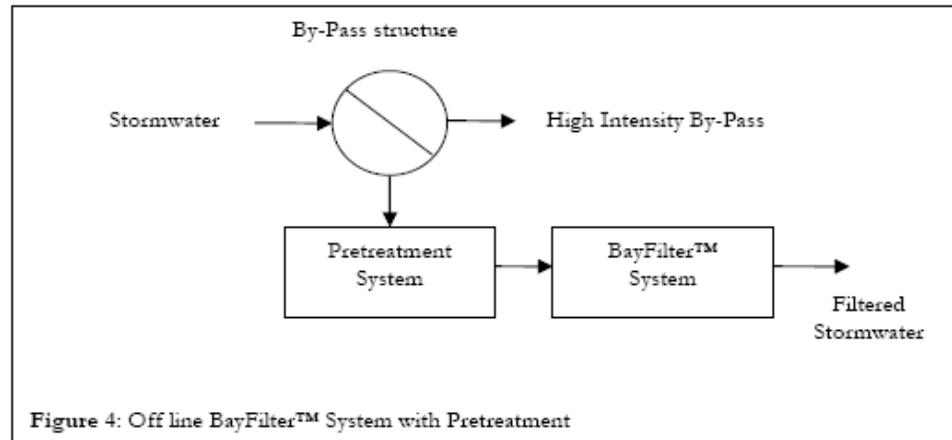 By-Pass structure
Stormwater
High Intensity By-Pass
Pretreatment
System
BayFilter™
System
Filtered
Stormwater
Figure 4: Off line BayFilter™ System with Pretreatment